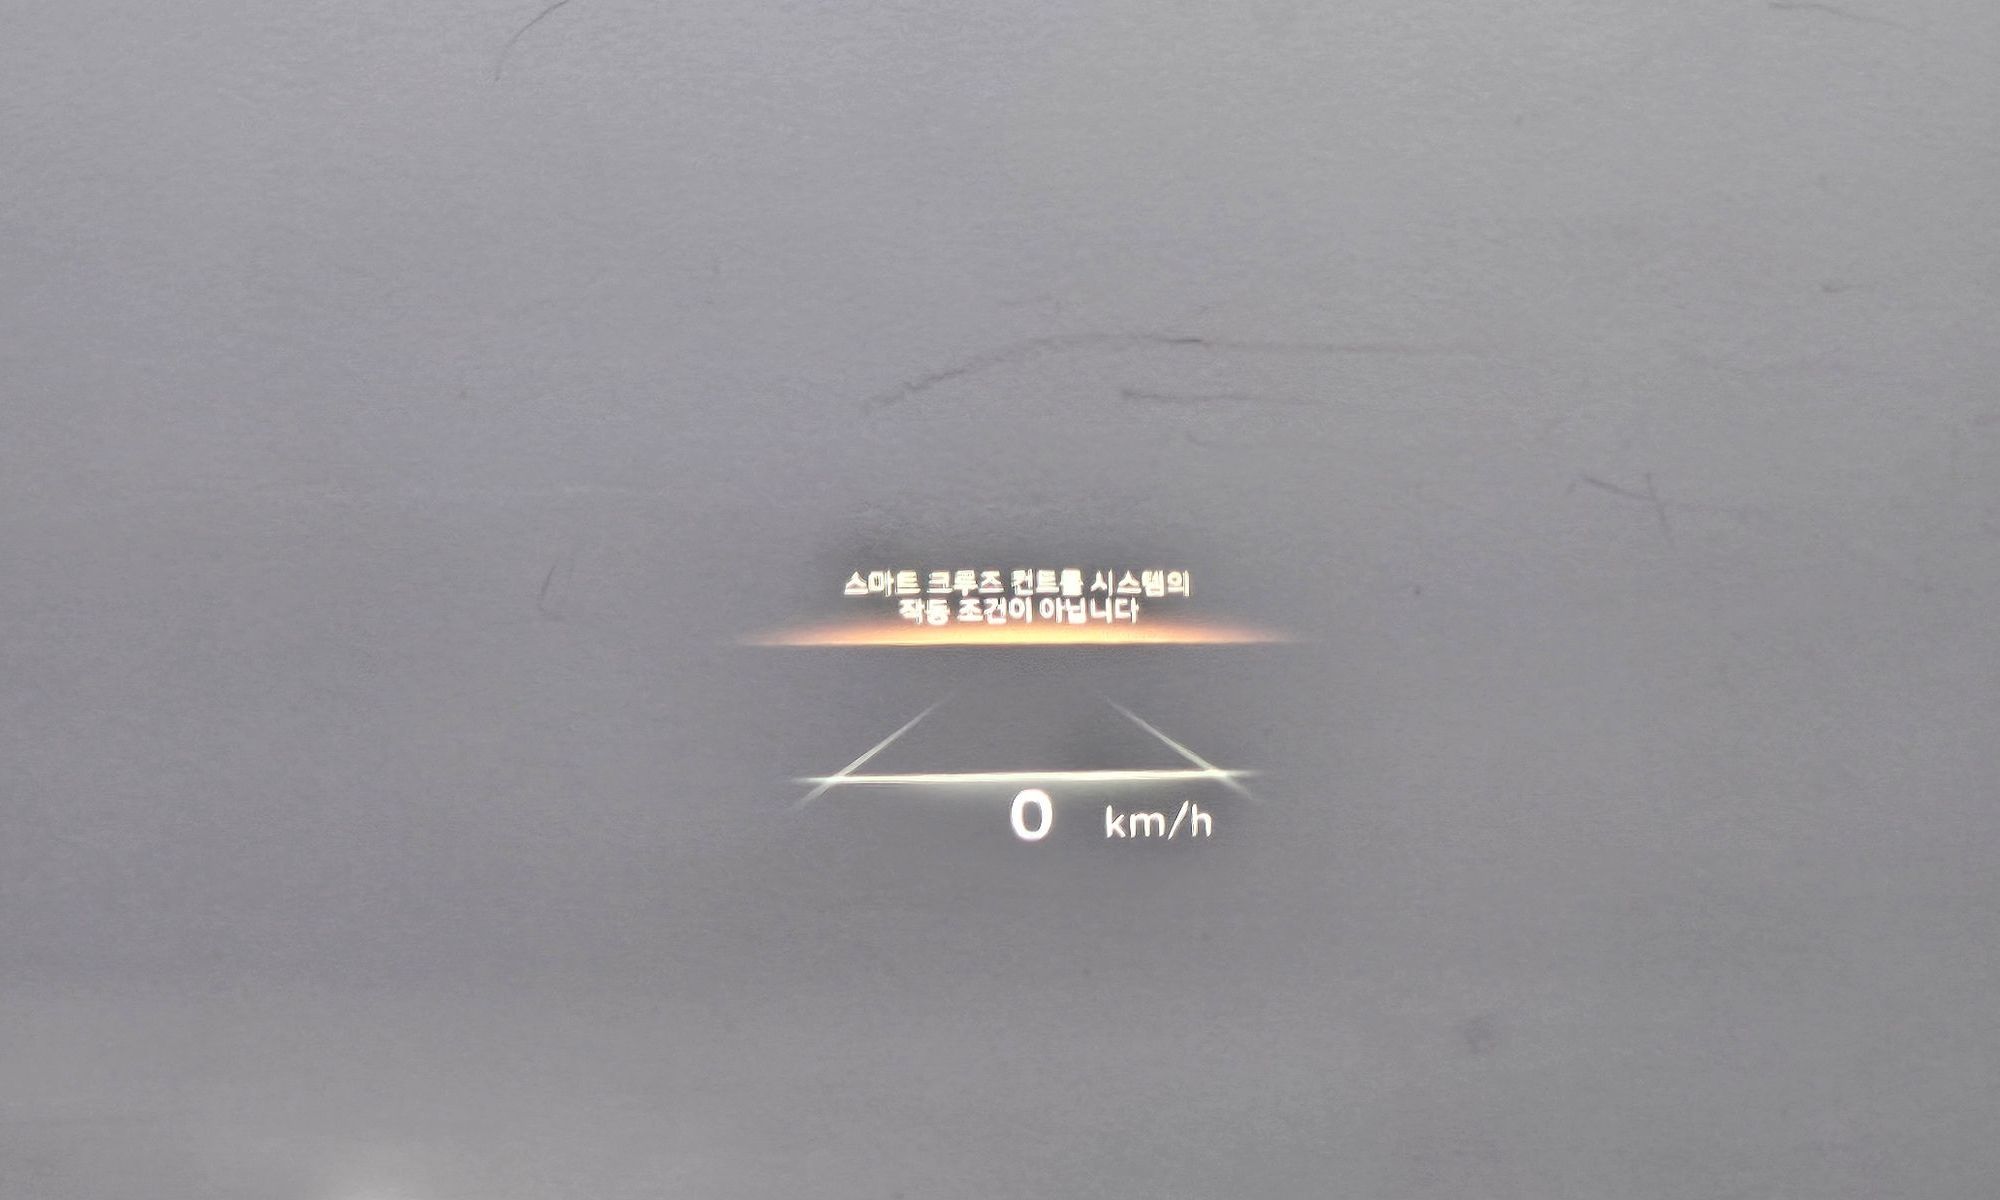 스마트 크루즈 컨트롤 시스템의
작동 조건이 아닙니다
0 km/h